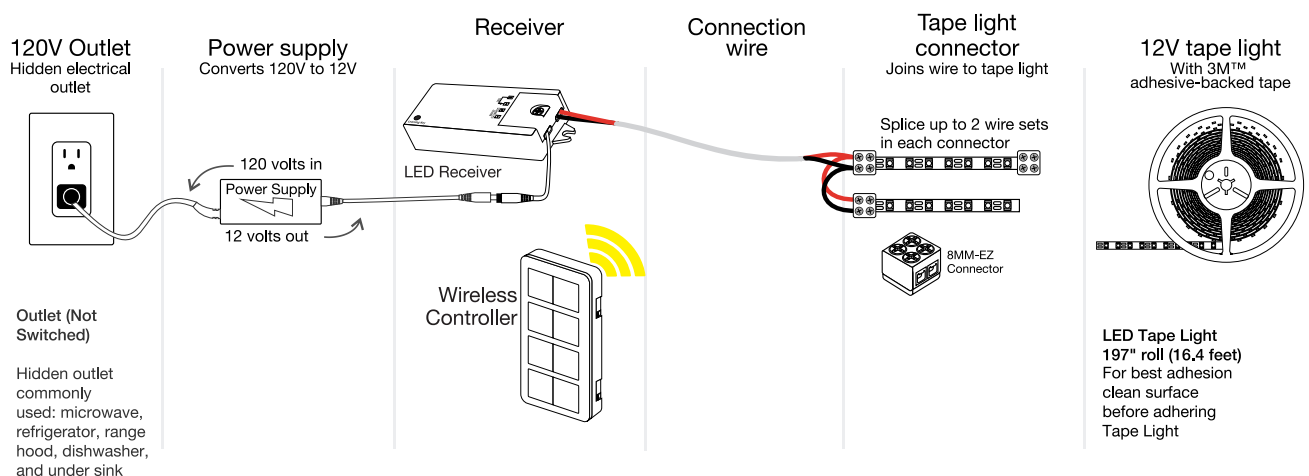 120V Outlet
Hidden electrical
outlet
Outlet (Not
Switched)
Hidden outlet
commonly
used: microwave,
refrigerator, range
hood, dishwasher,
and under sink
Power supply
Converts 120V to 12V
120 volts in
Power Supply
12 volts out
Receiver
LED Receiver
Wireless
Controller
Connection
wire
Tape light
connector
Joins wire to tape light
Splice up to 2 wire sets
in each connector
8MM-EZ
Connector
12V tape light
With 3M™
adhesive-backed tape
LED Tape Light
197" roll (16.4 feet)
For best adhesion
clean surface
before adhering
Tape Light